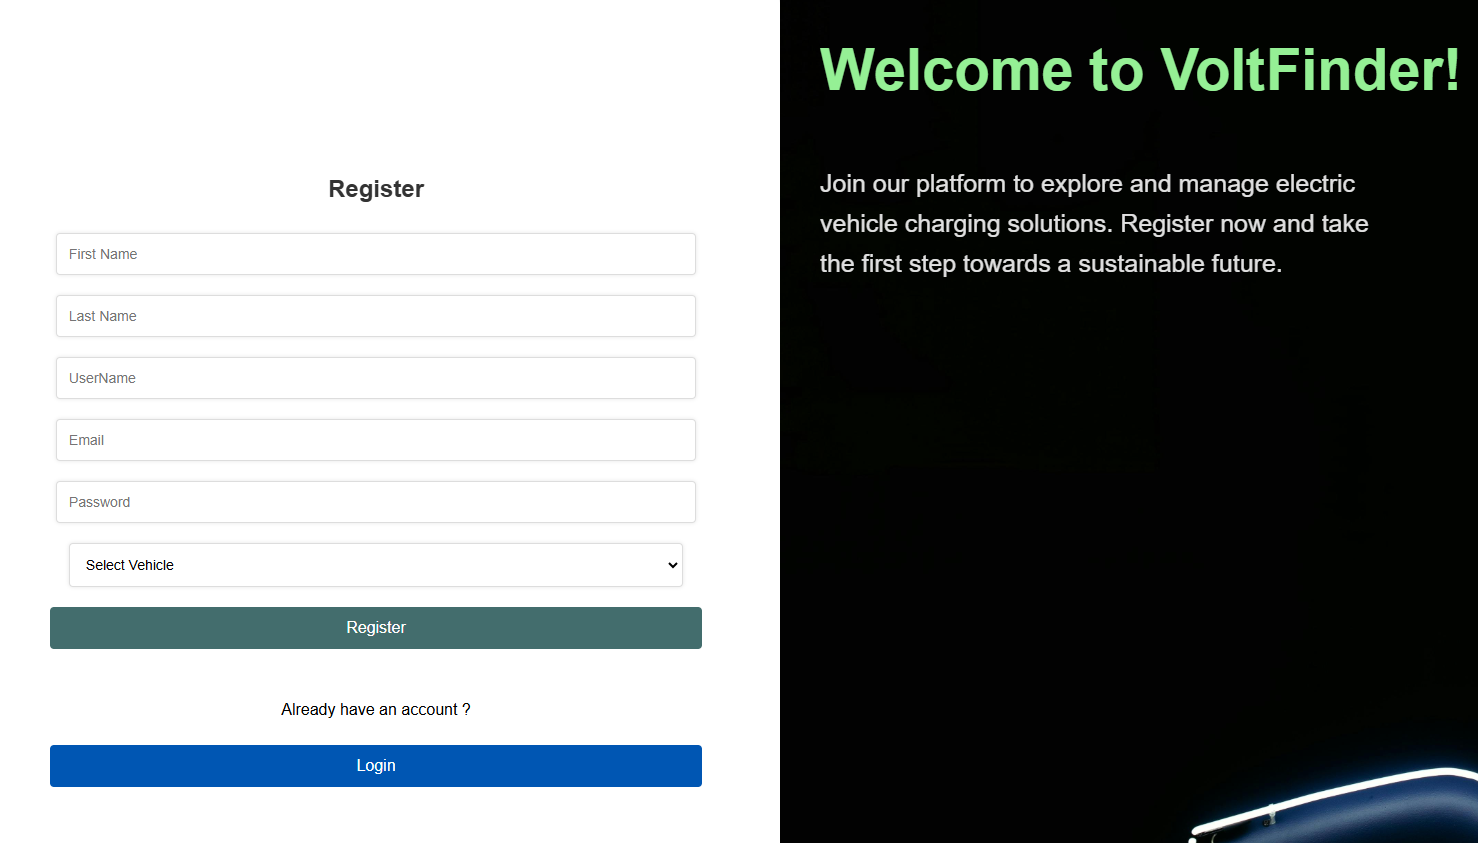 Register
First Name
Last Name
UserName
Email
Password
Select Vehicle
Register
Already have an account ?
Login
Welcome to VoltFinder!
Join our platform to explore and manage electric
vehicle charging solutions. Register now and take
the first step towards a sustainable future.